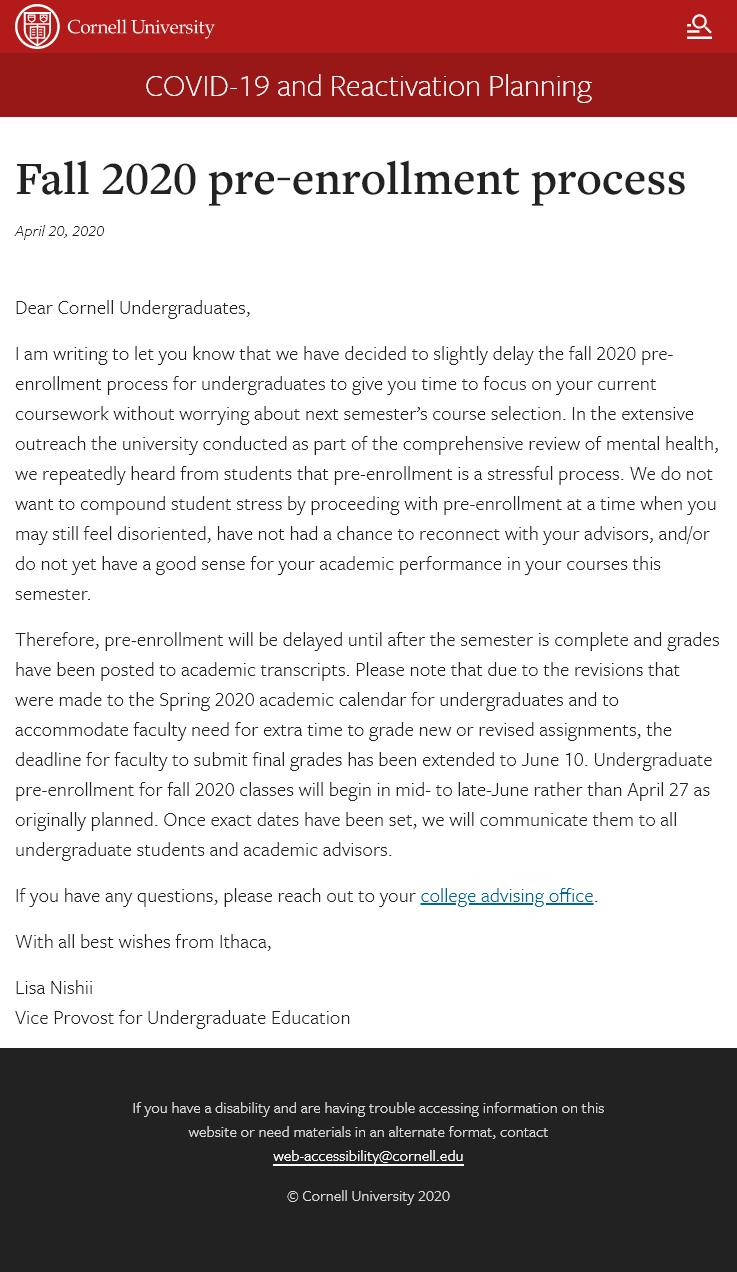 Cornell University
COVID-19 and Reactivation Planning
Fall 2020 pre-enrollment process
April 20, 2020
Dear Cornell Undergraduates,
I am writing to let you know that we have decided to slightly delay the fall 2020 pre-
enrollment process for undergraduates to give you time to focus on your current
coursework without worrying about next semester's course selection. In the extensive
outreach the university conducted as part of the comprehensive review of mental health,
we repeatedly heard from students that pre-enrollment is a stressful process. We do not
want to compound student stress by proceeding with pre-enrollment at a time when you
may still feel disoriented, have not had a chance to reconnect with your advisors, and/or
do not yet have a good sense for your academic performance in your courses this
semester.
Therefore, pre-enrollment will be delayed until after the semester is complete and grades
have been posted to academic transcripts. Please note that due to the revisions that
were made to the Spring 2020 academic calendar for undergraduates and to
accommodate faculty need for extra time to grade new or revised assignments, the
deadline for faculty to submit final grades has been extended to June 10. Undergraduate
pre-enrollment for fall 2020 classes will begin in mid- to late-June rather than April 27 as
originally planned. Once exact dates have been set, we will communicate them to all
undergraduate students and academic advisors.
If you have any questions, please reach out to your college advising office.
With all best wishes from Ithaca,
Lisa Nishii
Vice Provost for Undergraduate Education
If you have a disability and are having trouble accessing information on this
website or need materials in an alternate format, contact
web-accessibility@cornell.edu
© Cornell University 2020